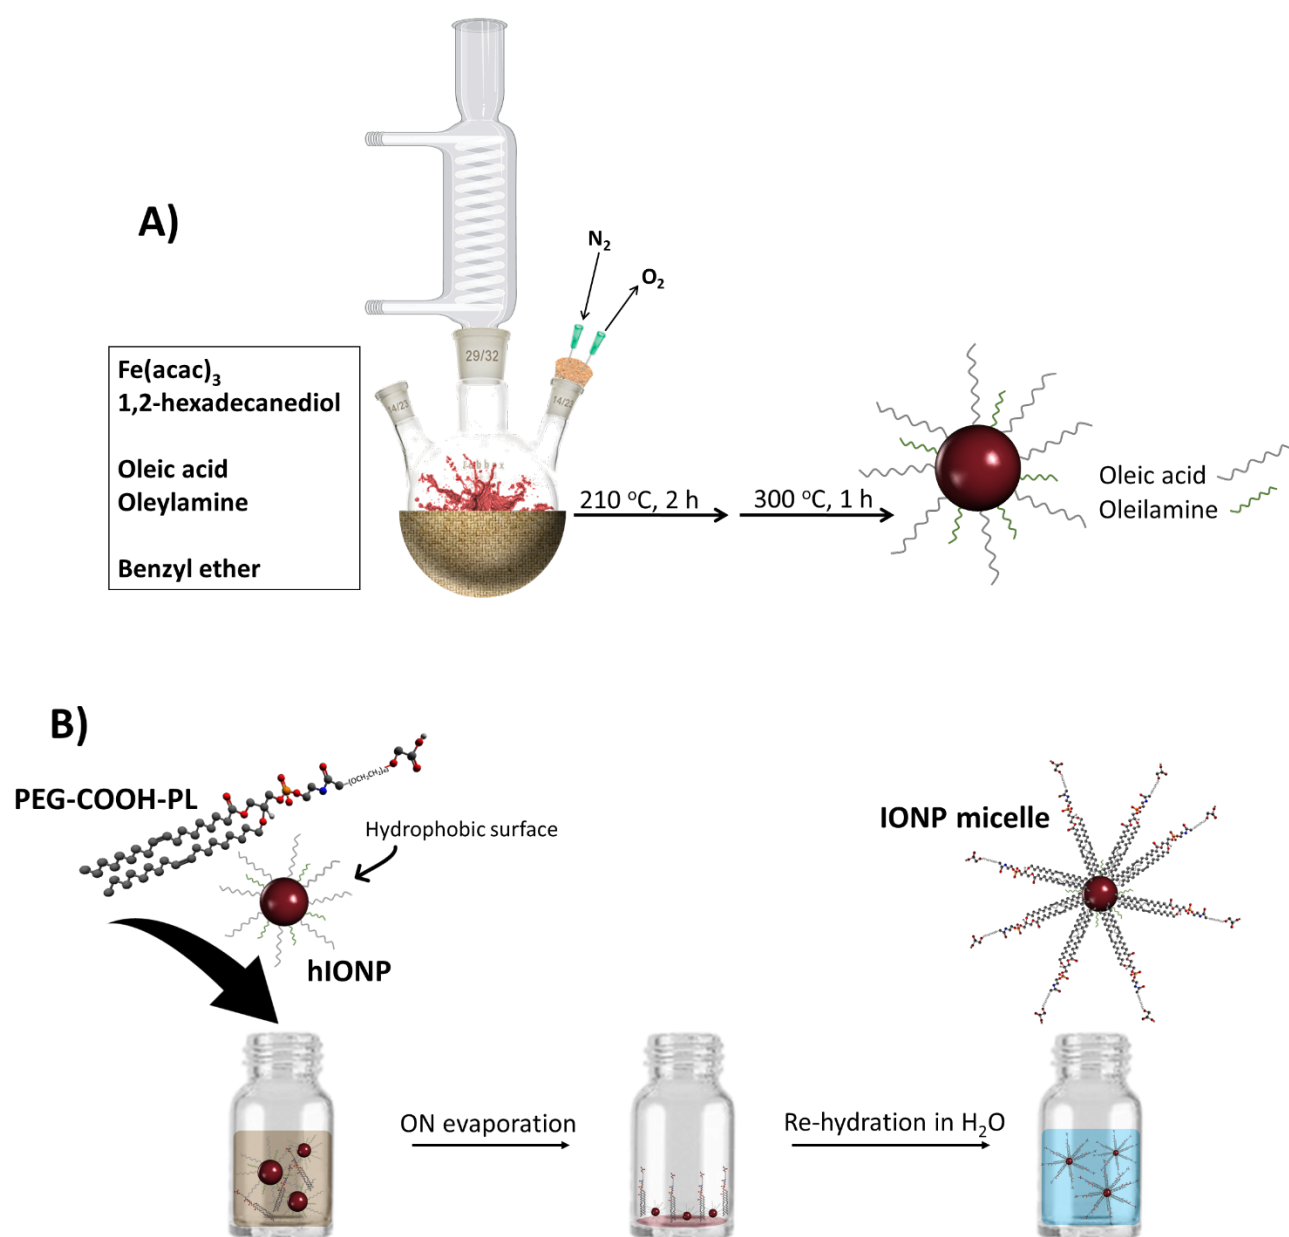 A)
N₂
O₂
29/32
14/23
14/23
Fe(acac)₃
1,2-hexadecanediol
Oleic acid
Oleylamine
Benzyl ether
210 °C, 2 h
300 °C, 1 h
Oleic acid
Oleilamine
B)
PEG-COOH-PL
Hydrophobic surface
hIONP
IONP micelle
ON evaporation
Re-hydration in H₂O